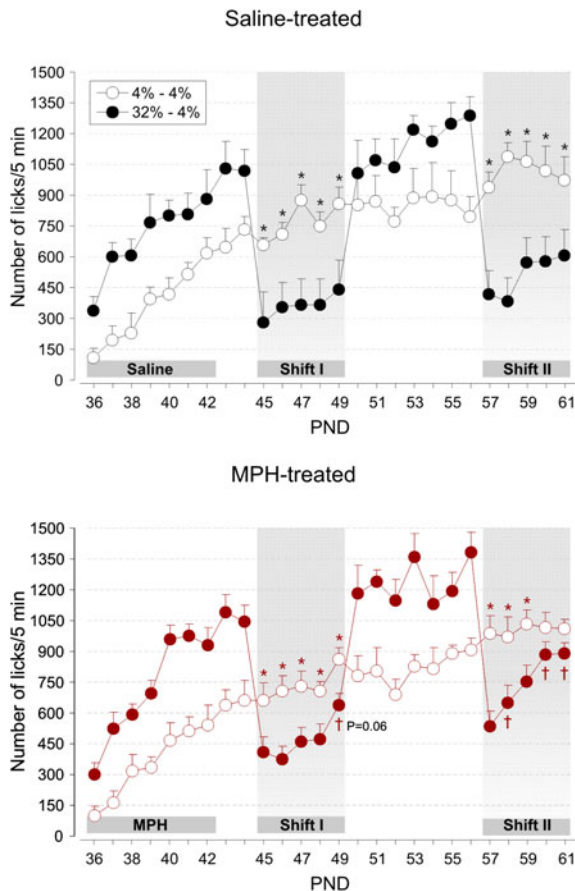 Saline-treated
1500
1350
1200
1050
900
750
600
450
300
150
0
Number of licks/5 min
4% - 4%
32% - 4%
* * * * *
* * * * *
Saline Shift I Shift II
36 38 40 42 45 47 49 51 53 55 57 59 61
PND
MPH-treated
1500
1350
1200
1050
900
750
600
450
300
150
0
Number of licks/5 min
* * * * *
* * *
† P=0.06
† † †
MPH Shift I Shift II
36 38 40 42 45 47 49 51 53 55 57 59 61
PND